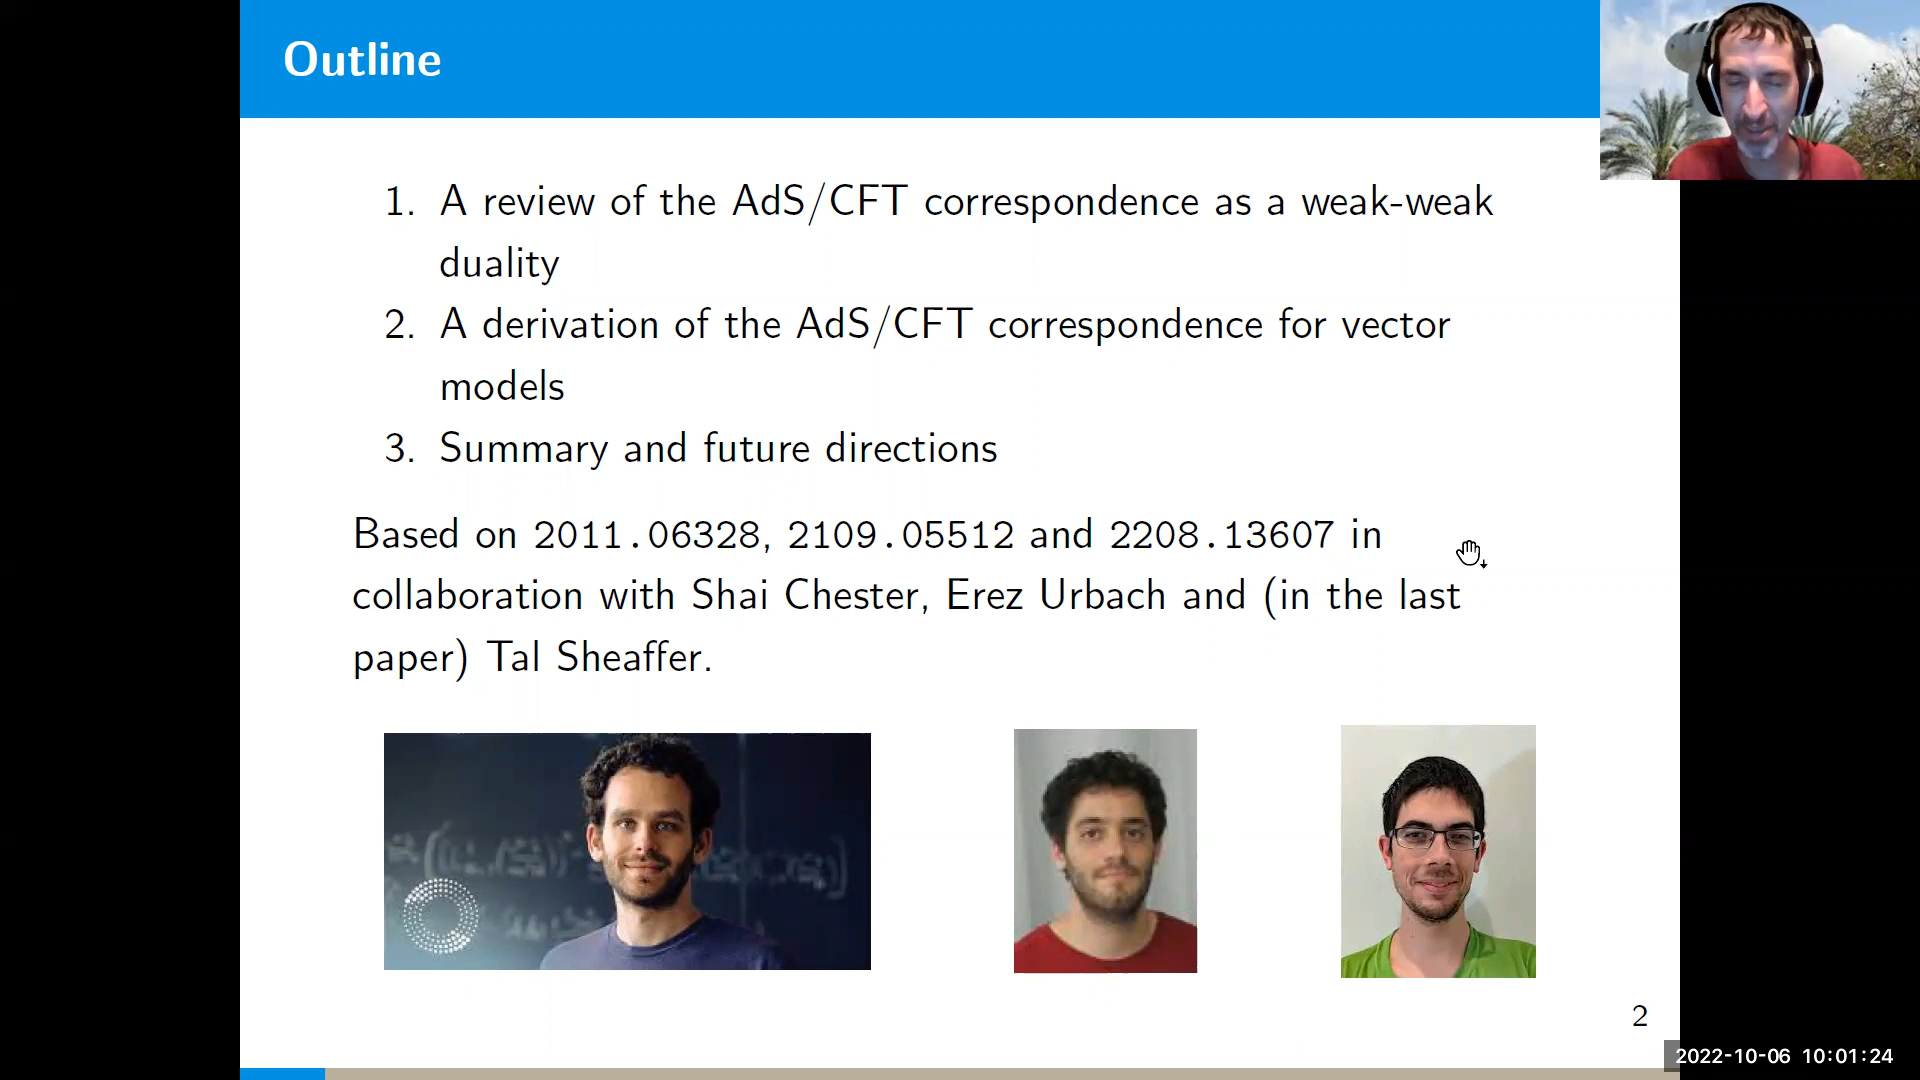 Outline
1. A review of the AdS/CFT correspondence as a weak-weak
duality
2. A derivation of the AdS/CFT correspondence for vector
models
3. Summary and future directions
Based on 2011.06328, 2109.05512 and 2208.13607 in
collaboration with Shai Chester, Erez Urbach and (in the last
paper) Tal Sheaffer.
2
2022-10-06 10:01:24